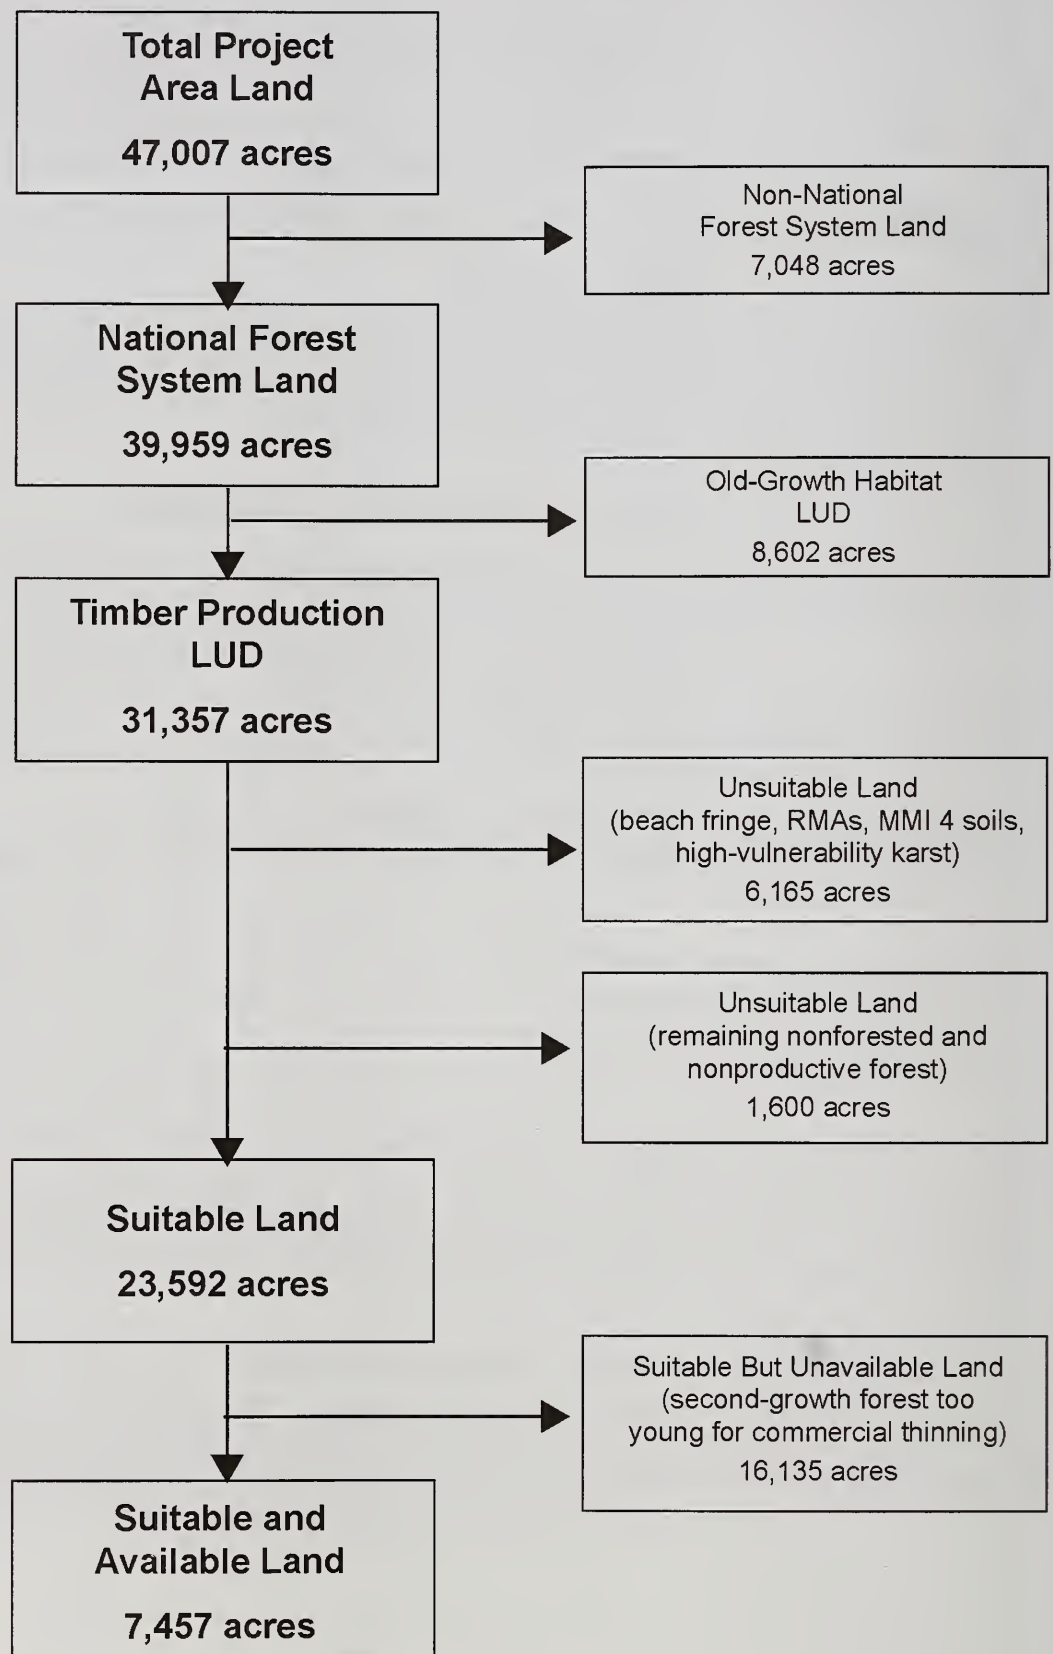 Total Project
Area Land
47,007 acres
Non-National
Forest System Land
7,048 acres
National Forest
System Land
39,959 acres
Old-Growth Habitat
LUD
8,602 acres
Timber Production
LUD
31,357 acres
Unsuitable Land
(beach fringe, RMAs, MMI 4 soils,
high-vulnerability karst)
6,165 acres
Unsuitable Land
(remaining nonforested and
nonproductive forest)
1,600 acres
Suitable Land
23,592 acres
Suitable But Unavailable Land
(second-growth forest too
young for commercial thinning)
16,135 acres
Suitable and
Available Land
7,457 acres